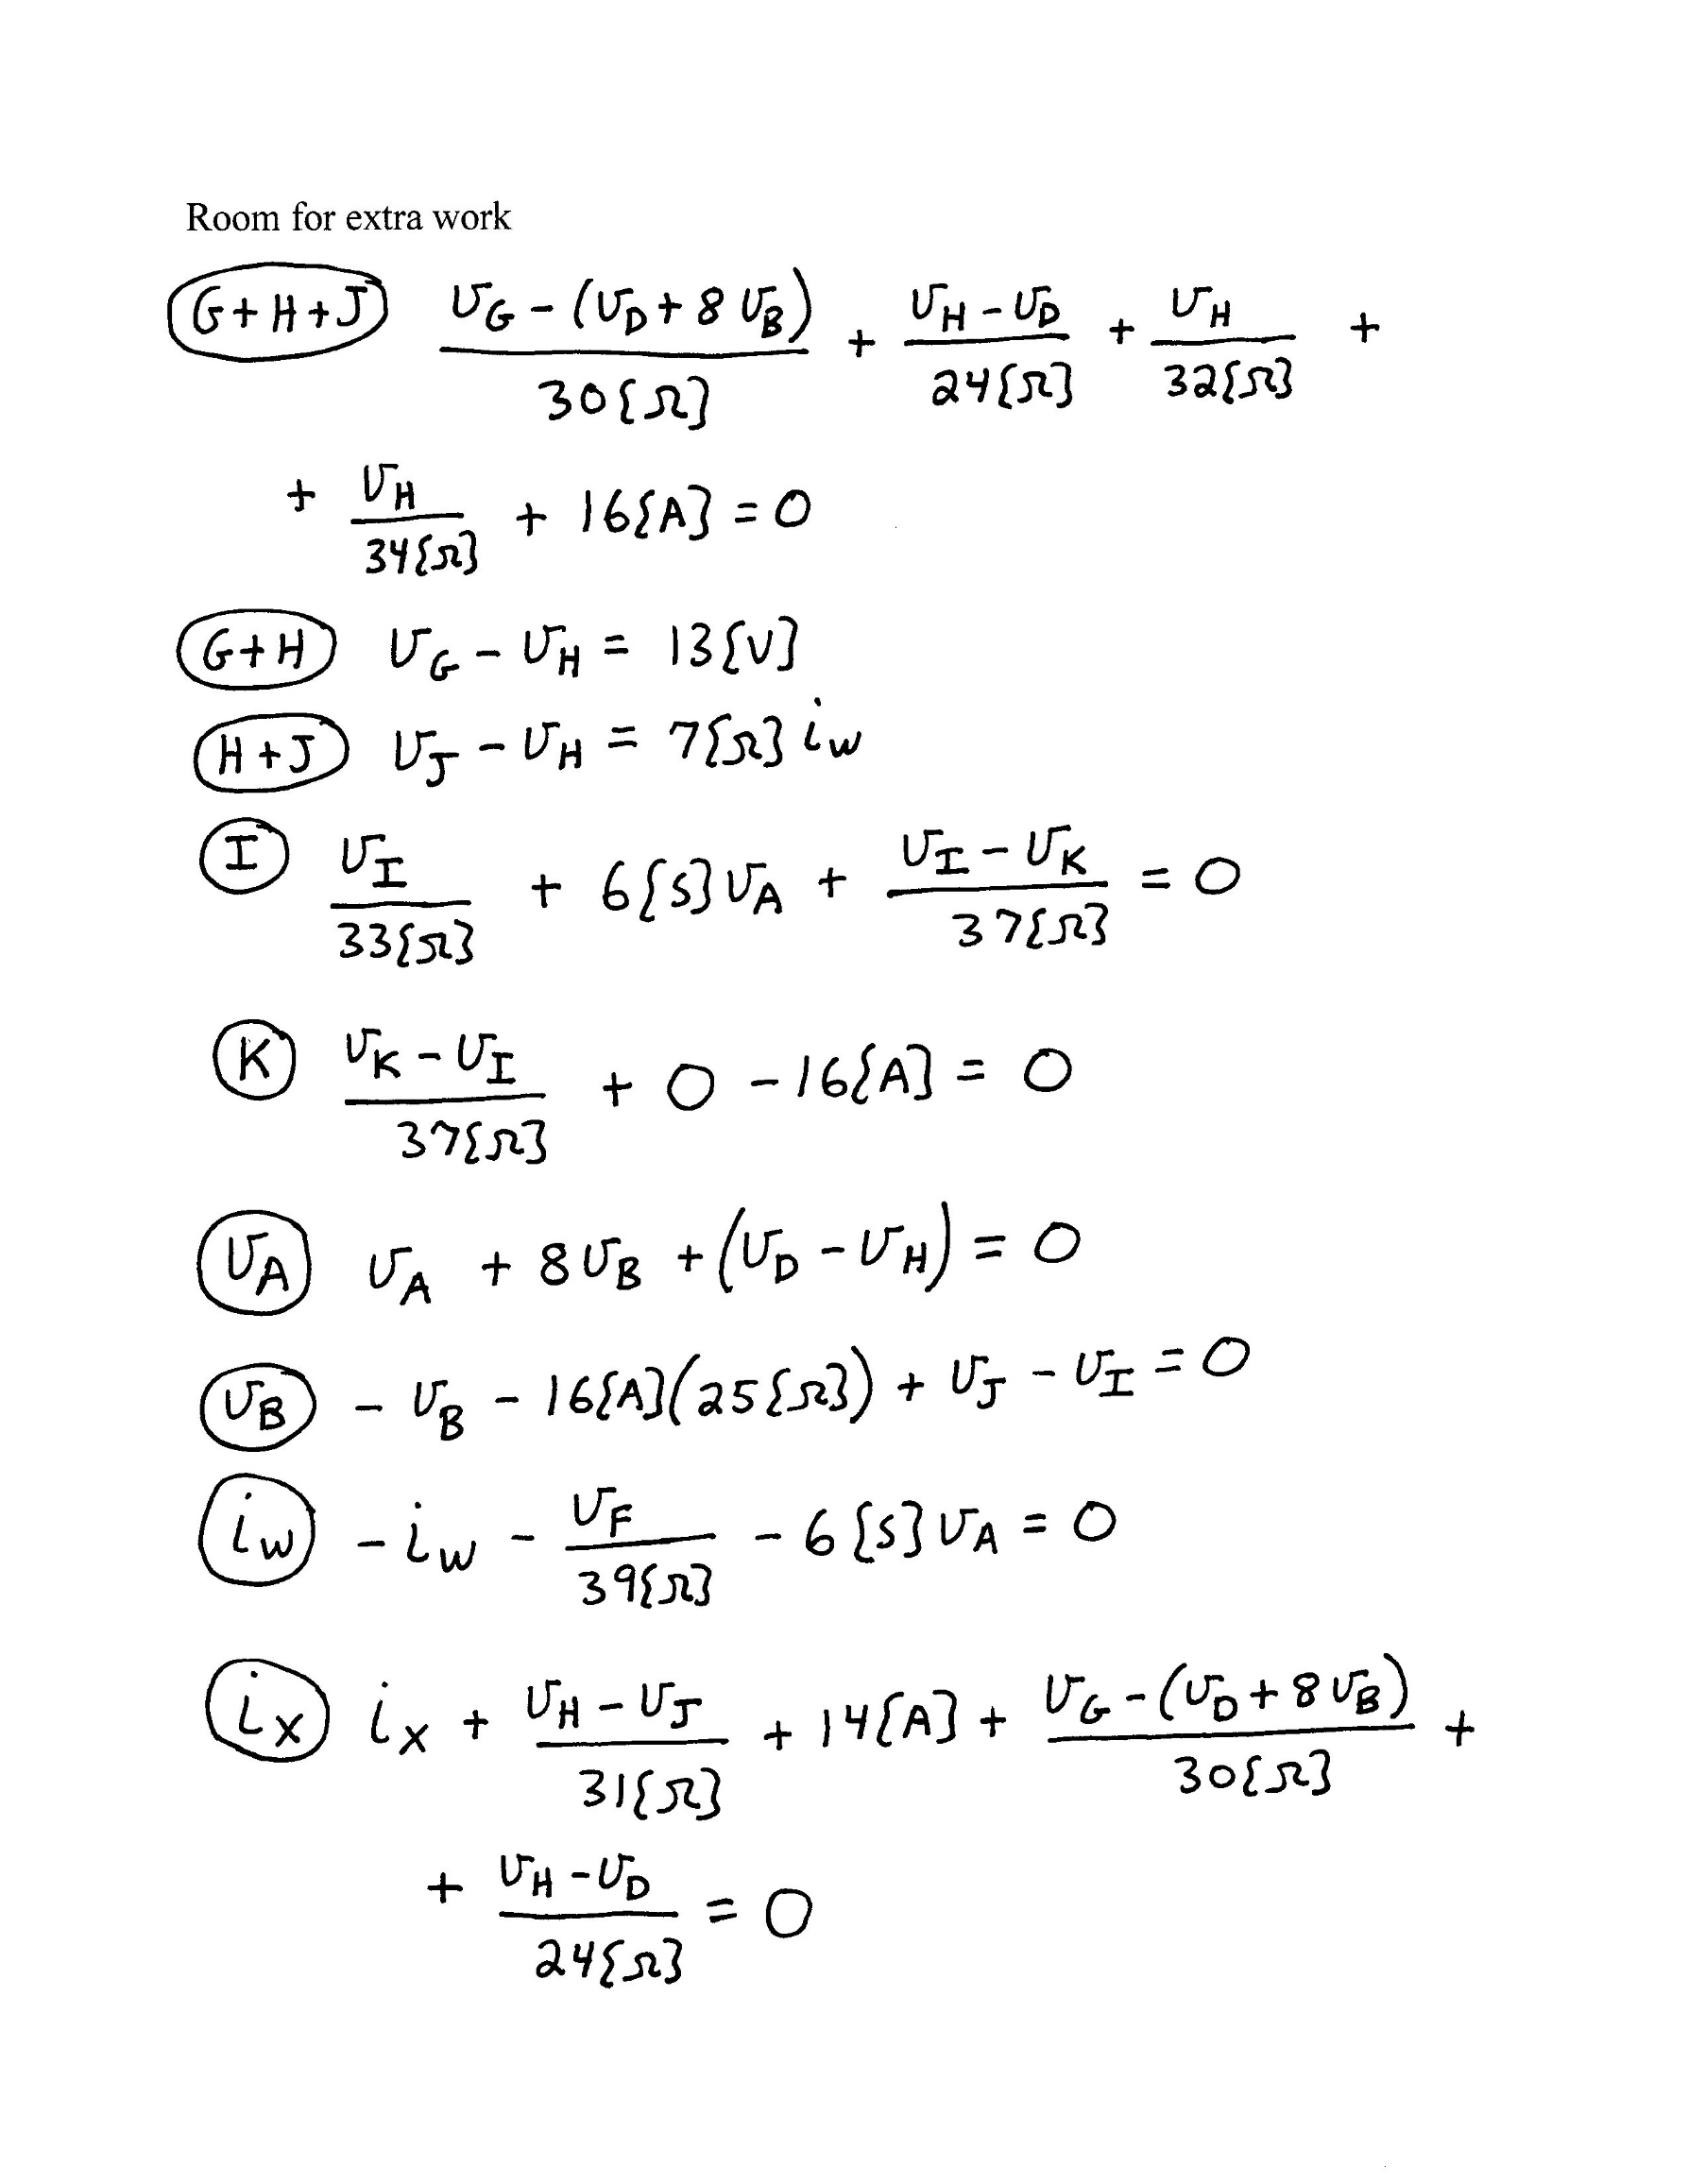 Room for extra work
(G+H+J) (v_G - (v_D + 8 v_B)) / 30{Ω} + (v_H - v_D) / 24{Ω} + v_H / 32{Ω} +
+ v_H / 34{Ω} + 16{A} = 0
(G+H) v_G - v_H = 13{V}
(H+J) v_J - v_H = 7{Ω} i_w
(I) v_I / 33{Ω} + 6{S} v_A + (v_I - v_K) / 37{Ω} = 0
(K) (v_K - v_I) / 37{Ω} + 0 - 16{A} = 0
(v_A) v_A + 8 v_B + (v_D - v_H) = 0
(v_B) - v_B - 16{A}(25{Ω}) + v_J - v_I = 0
(i_w) - i_w - v_F / 39{Ω} - 6{S} v_A = 0
(i_x) i_x + (v_H - v_J) / 31{Ω} + 14{A} + (v_G - (v_D + 8 v_B)) / 30{Ω} +
+ (v_H - v_D) / 24{Ω} = 0